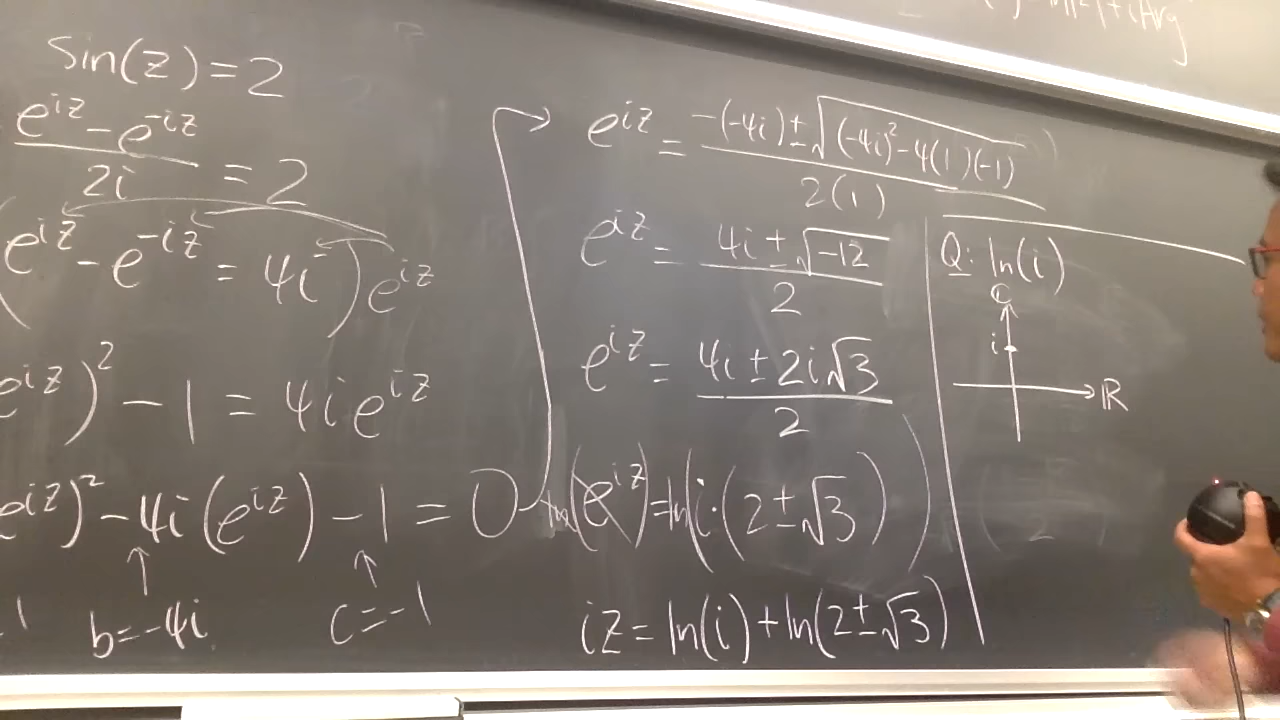 Sin(z) = 2
(e^{iz} - e^{-iz})/(2i) = 2
(e^{iz} - e^{-iz} = 4i) e^{iz}
e^{iz})^2 - 1 = 4i e^{iz}
e^{iz})^2 - 4i(e^{iz}) - 1 = 0
b = -4i
c = -1
e^{iz} = (-(-4i) ± √((-4i)^2 - 4(1)(-1)))/(2(1))
e^{iz} = (4i ± √-12)/2
e^{iz} = (4i ± 2i√3)/2
ln(e^{iz}) = ln(i·(2 ± √3))
iz = ln(i) + ln(2 ± √3)
Q: ln(i)
ℂ
i
ℝ